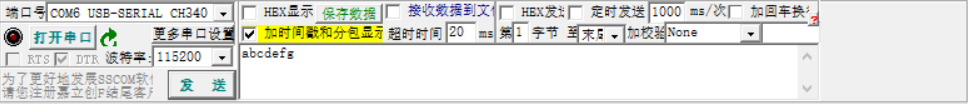 端口号 COM6 USB-SERIAL CH340 HEX显示 保存数据 接收数据到文 HEX发 定时发送 1000 ms/次 加回车换
打开串口 更多串口设置 加时间戳和分包显示 超时时间 20 ms 第 1 字节 至 末尾 加校验 None
RTS DTR 波特率: 115200 abcdefg
为了更好地发展SSCOM软
请您注册嘉立创F结尾客
发 送